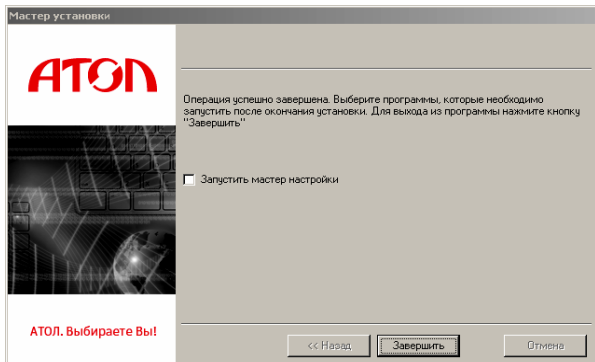 Мастер установки
АТОЛ
Операция успешно завершена. Выберите программы, которые необходимо
запустить после окончания установки. Для выхода из программы нажмите кнопку
"Завершить"
Запустить мастер настройки
АТОЛ. Выбираете Вы!
<< Назад
Завершить
Отмена